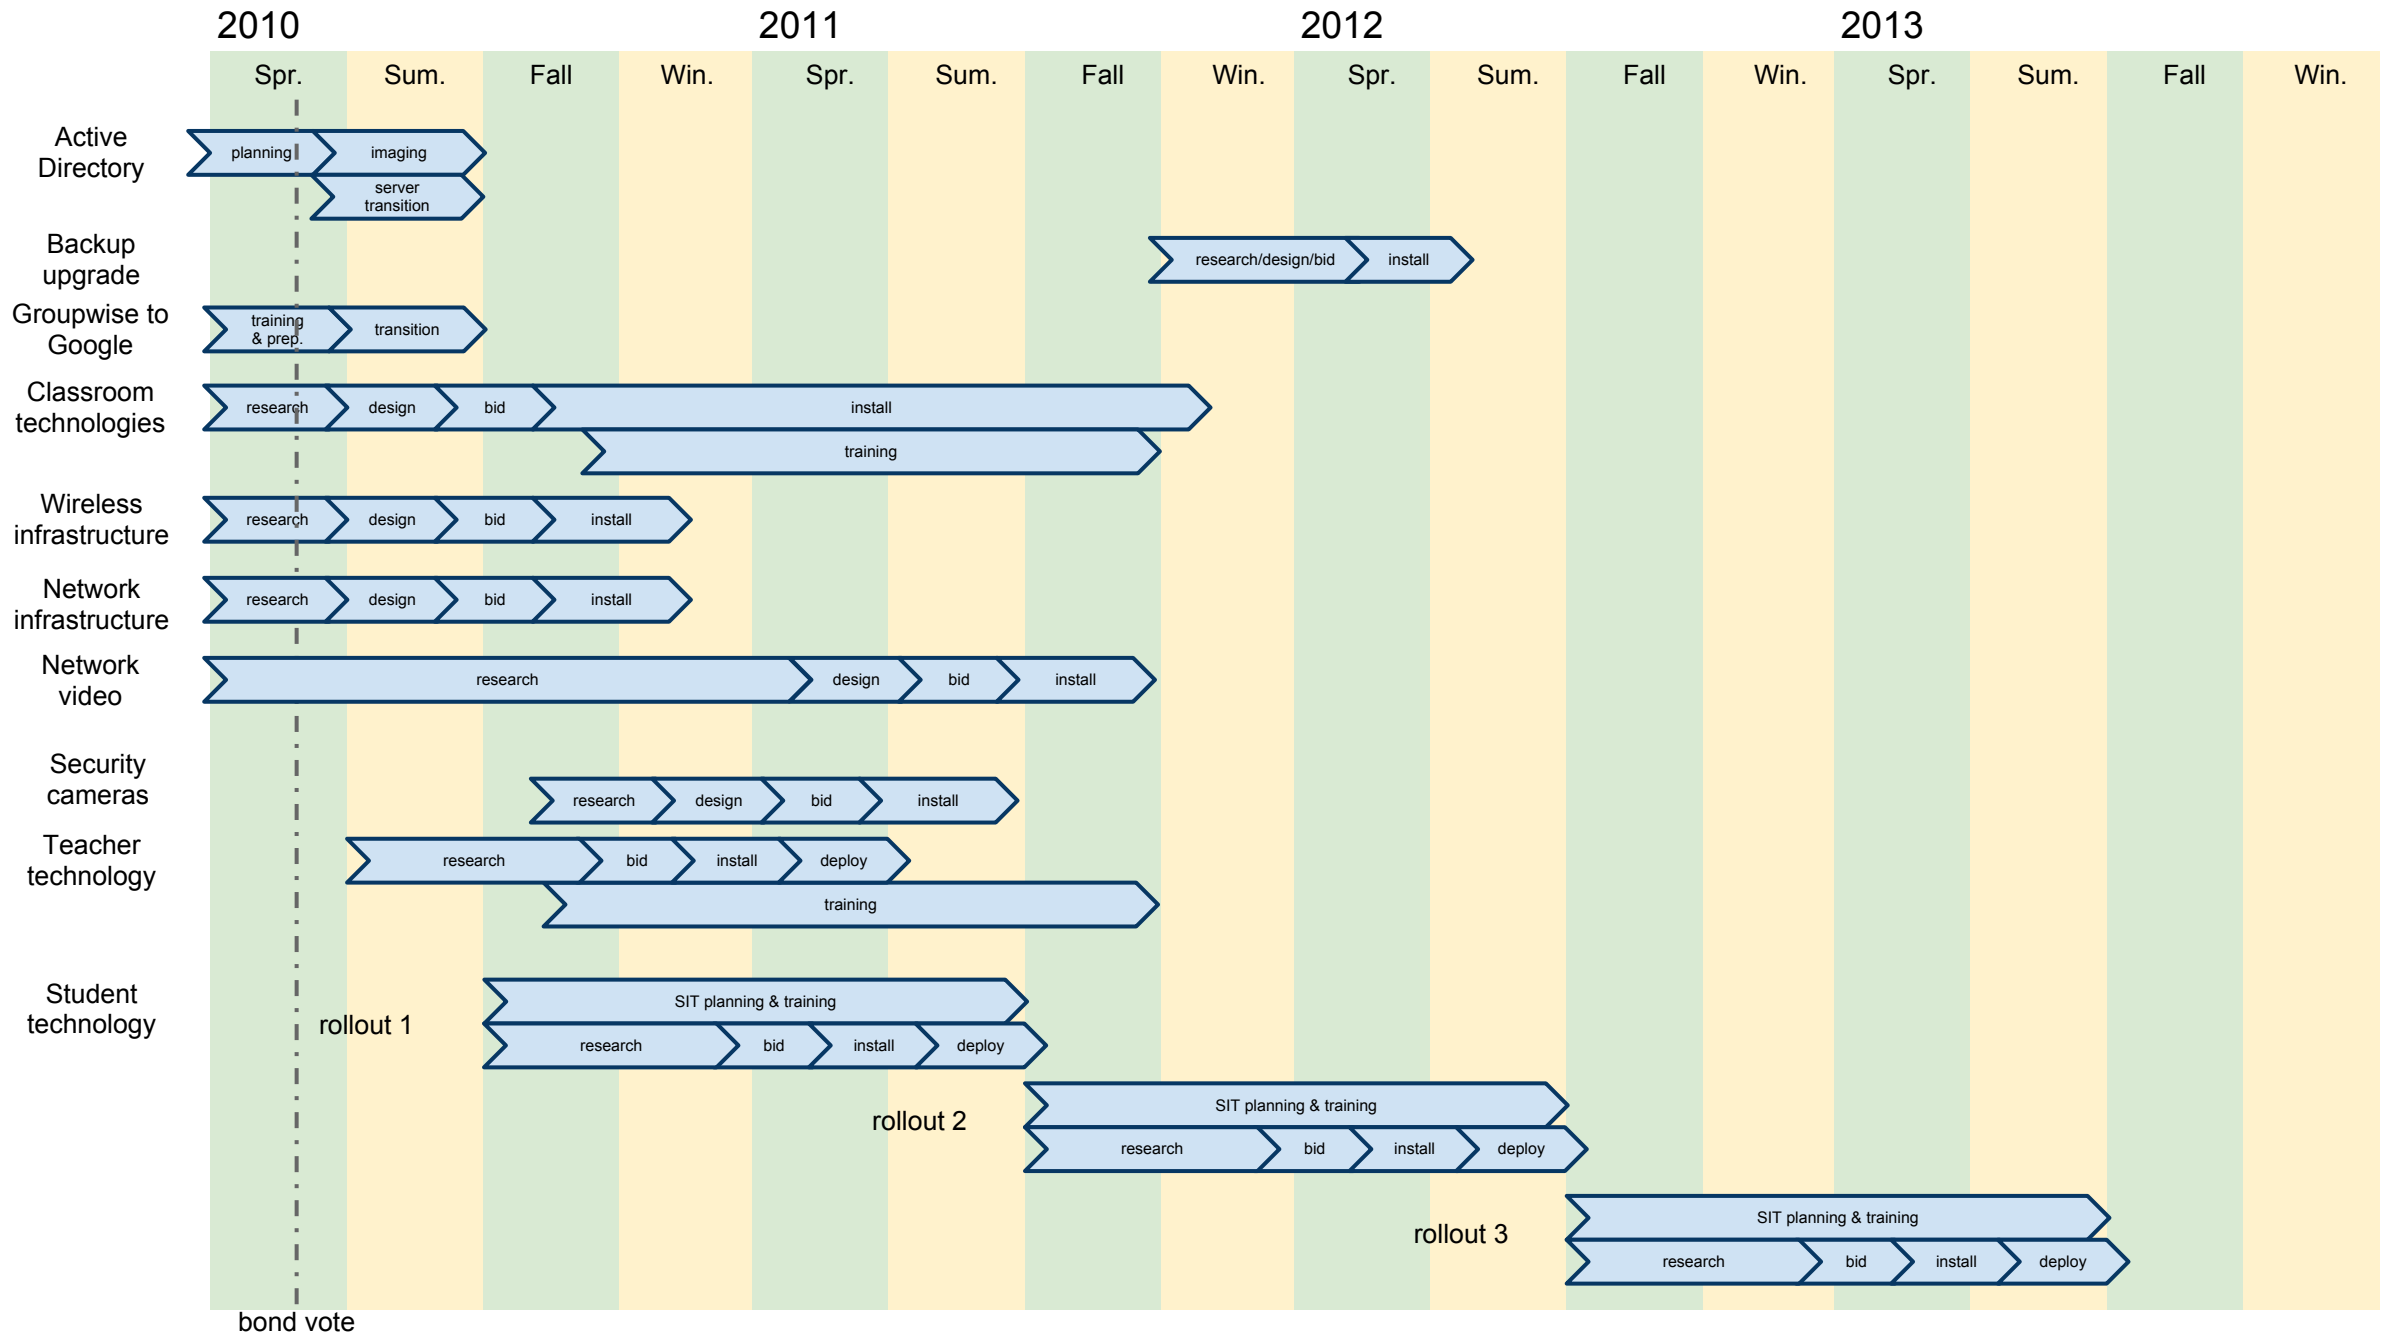 2010 2011 2012 2013
Spr. Sum. Fall Win. Spr. Sum. Fall Win. Spr. Sum. Fall Win. Spr. Sum. Fall Win.
Active
Directory
planning imaging
server
transition
Backup
upgrade
research/design/bid install
Groupwise to
Google
training
& prep.
transition
Classroom
technologies
research design bid install
training
Wireless
infrastructure
research design bid install
Network
infrastructure
research design bid install
Network
video
research design bid install
Security
cameras
research design bid install
Teacher
technology
research bid install deploy
training
Student
technology
rollout 1
SIT planning & training
research bid install deploy
rollout 2
SIT planning & training
research bid install deploy
rollout 3
SIT planning & training
research bid install deploy
bond vote